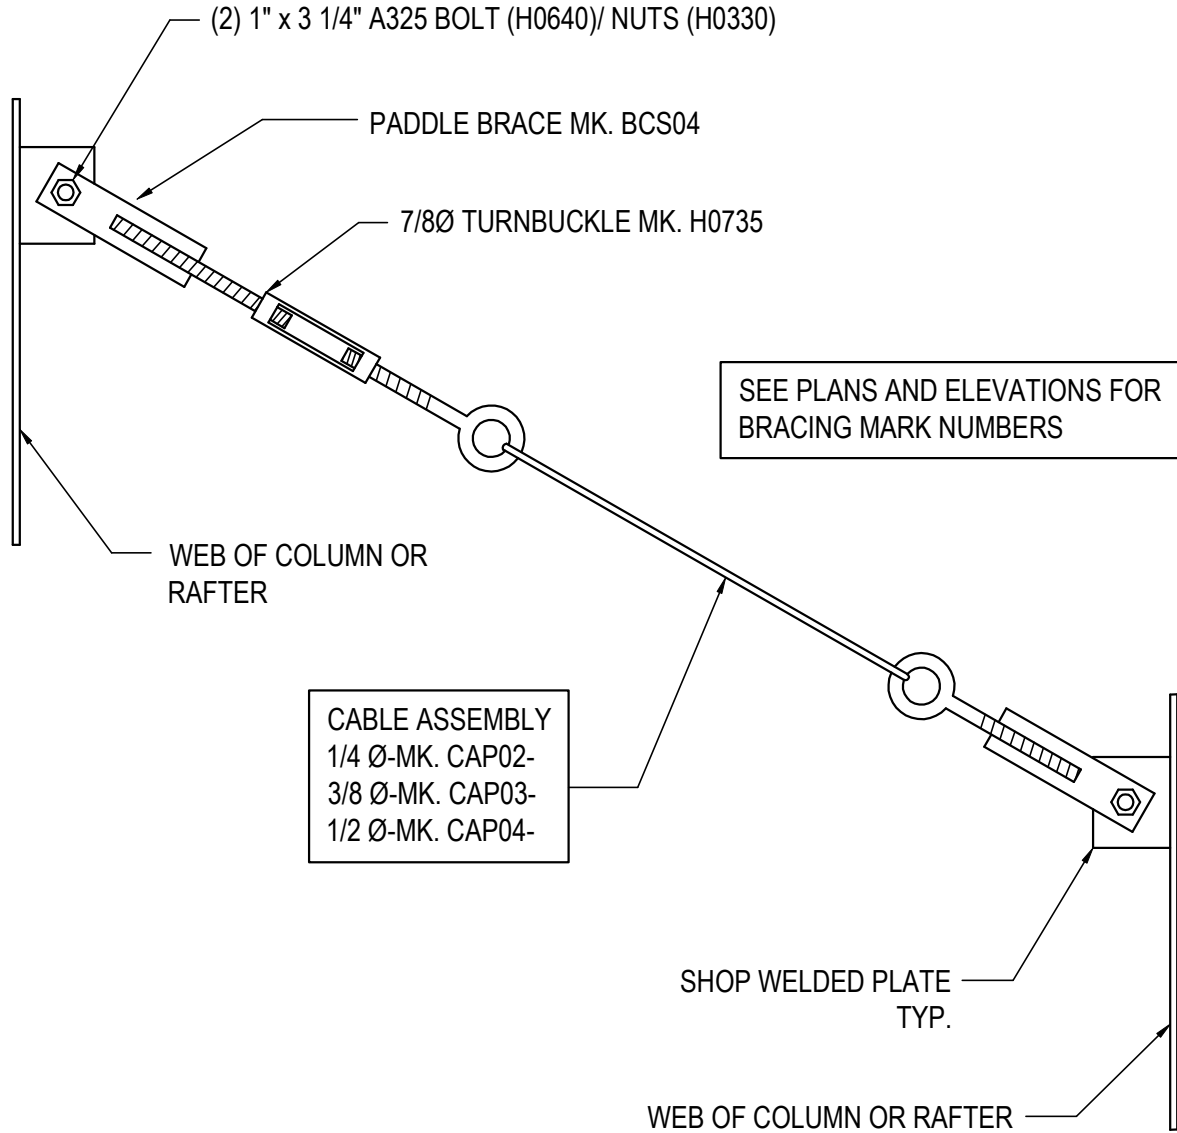 (2) 1" x 3 1/4" A325 BOLT (H0640)/ NUTS (H0330)
PADDLE BRACE MK. BCS04
7/8Ø TURNBUCKLE MK. H0735
SEE PLANS AND ELEVATIONS FOR
BRACING MARK NUMBERS
WEB OF COLUMN OR
RAFTER
CABLE ASSEMBLY
1/4 Ø-MK. CAP02-
3/8 Ø-MK. CAP03-
1/2 Ø-MK. CAP04-
SHOP WELDED PLATE
TYP.
WEB OF COLUMN OR RAFTER